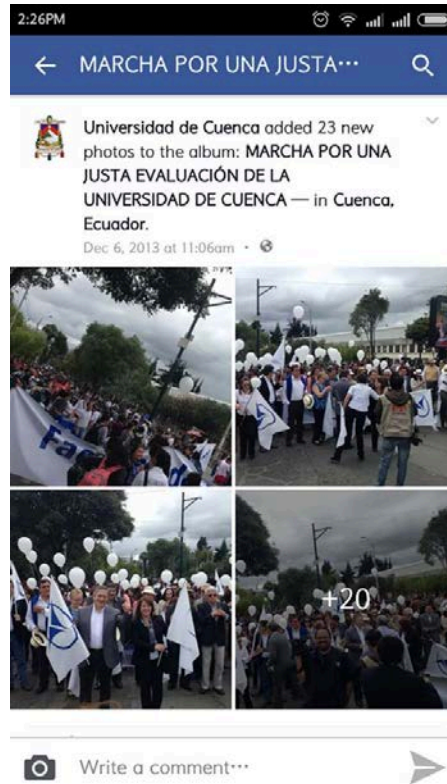 2:26PM
MARCHA POR UNA JUSTA···
Universidad de Cuenca added 23 new
photos to the album: MARCHA POR UNA
JUSTA EVALUACIÓN DE LA
UNIVERSIDAD DE CUENCA — in Cuenca,
Ecuador.
Dec 6, 2013 at 11:06am ·
Fac
+20
Write a comment···